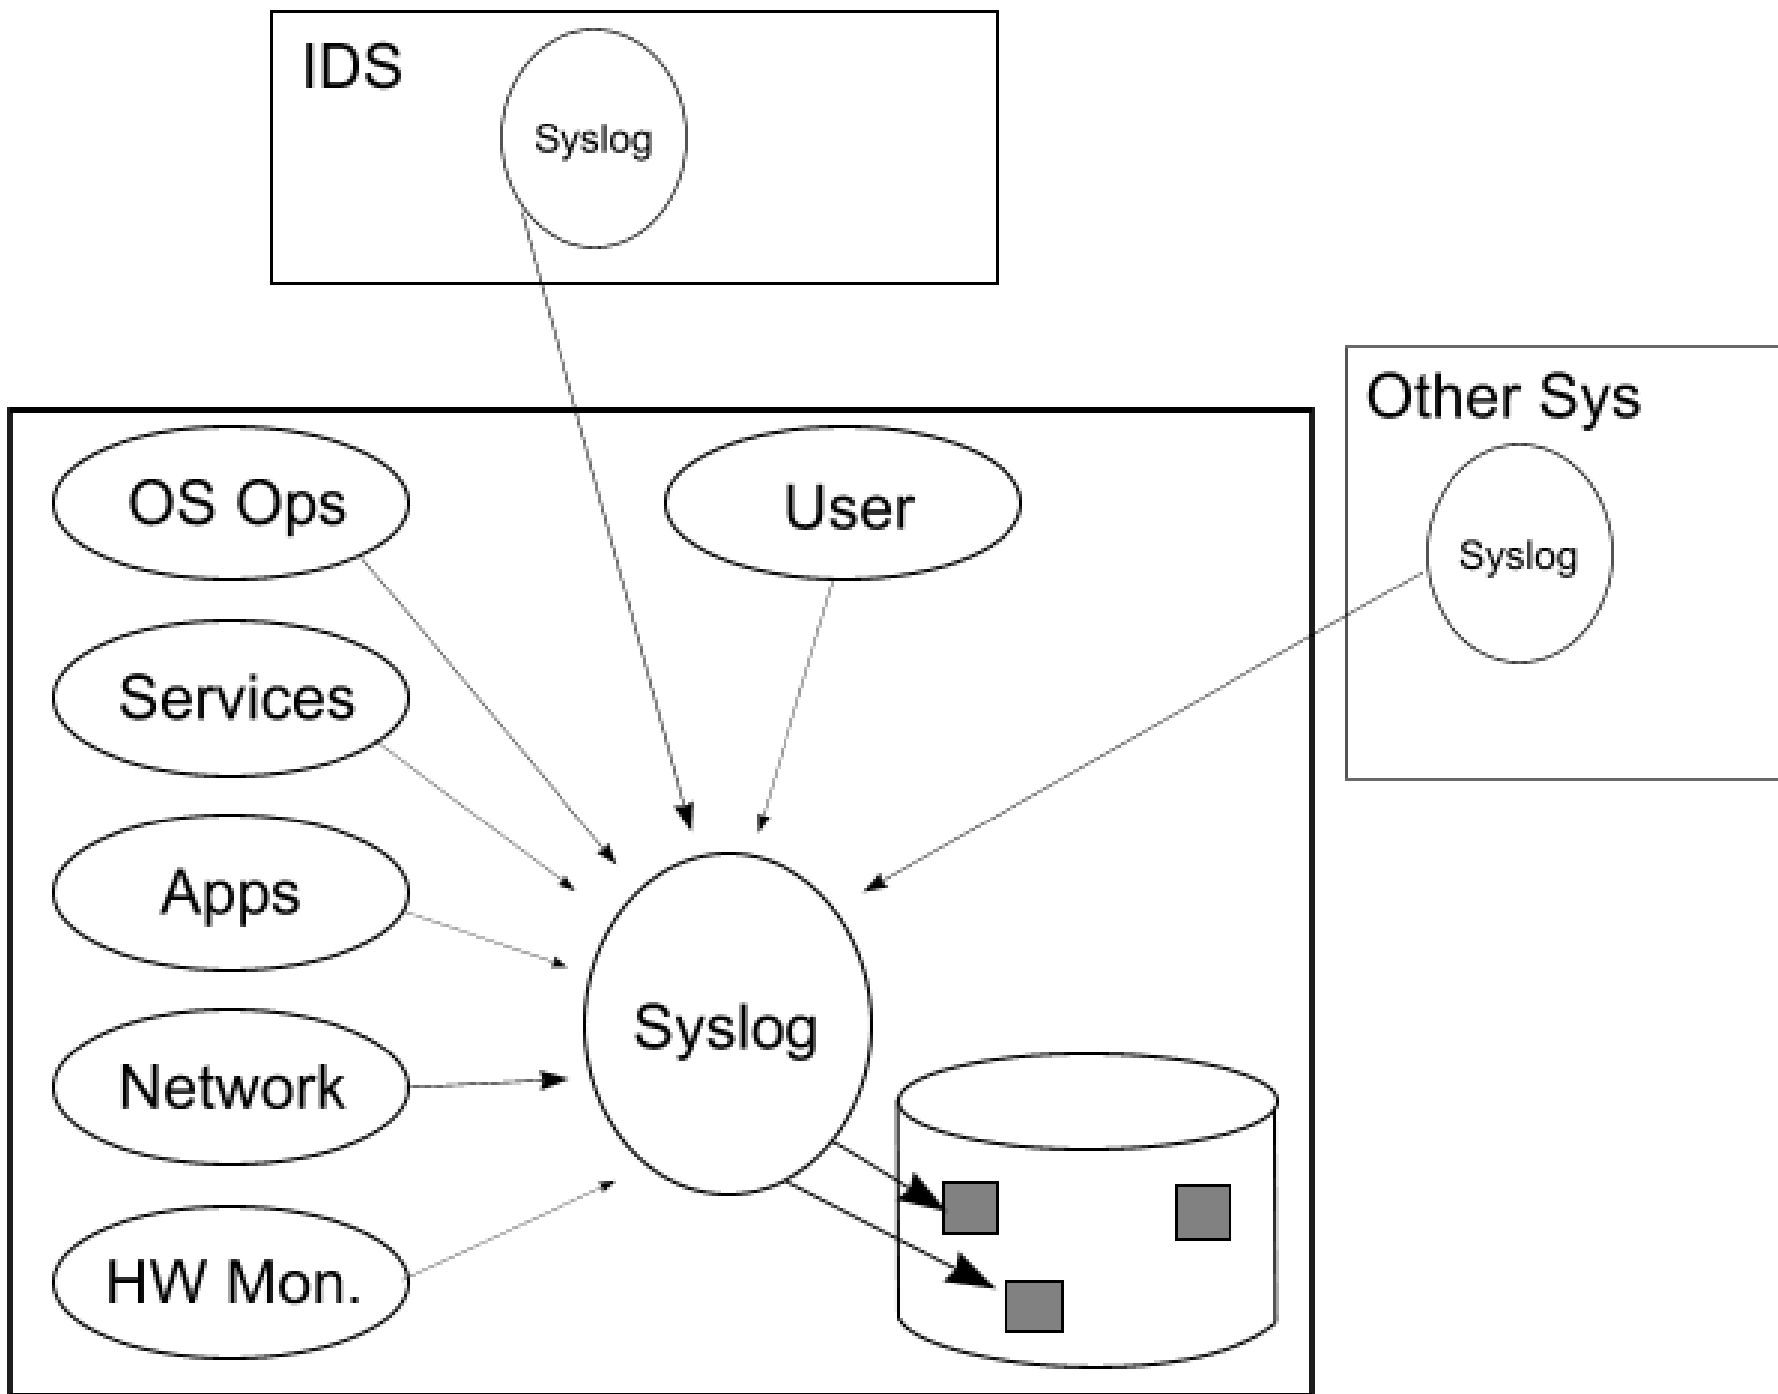 IDS
Syslog
Other Sys
Syslog
OS Ops
User
Services
Apps
Syslog
Network
HW Mon.